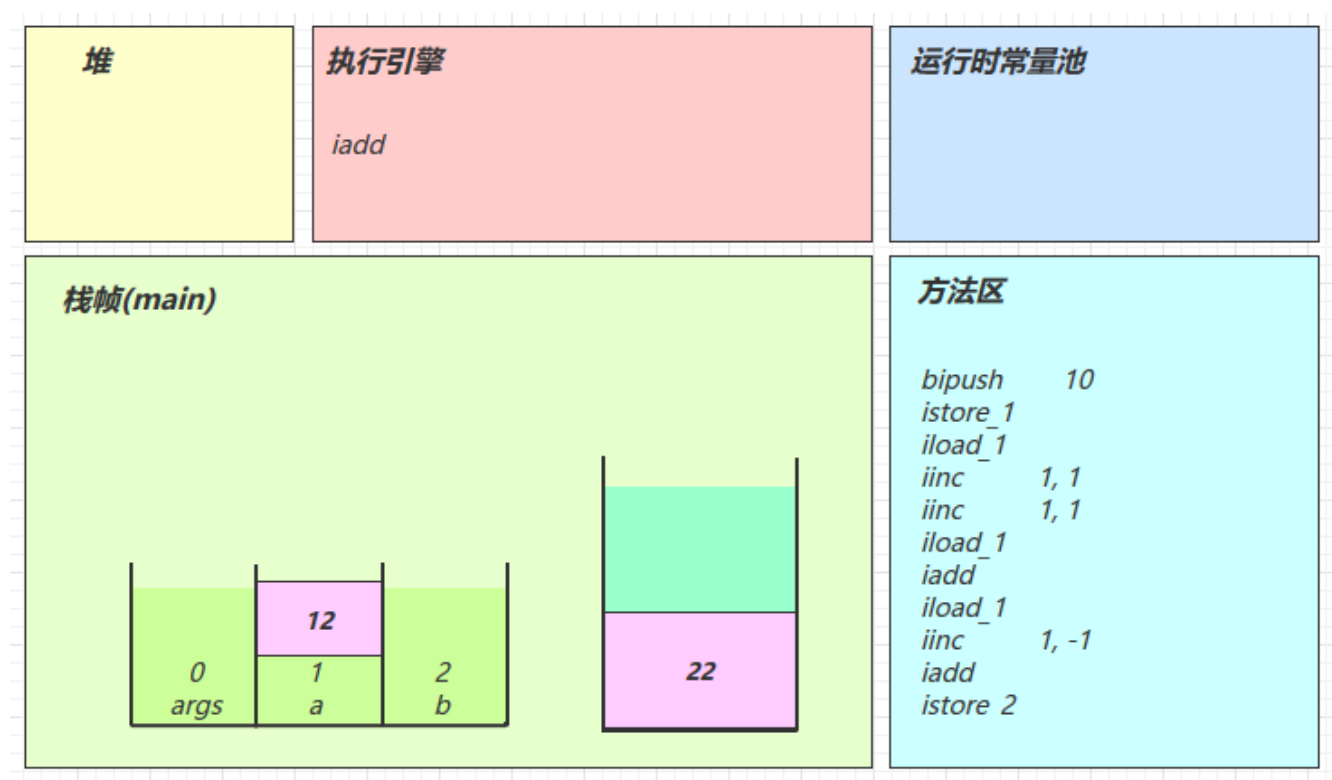 堆
执行引擎
iadd
运行时常量池
栈帧(main)
12
0
args
1
a
2
b
22
方法区
bipush 10
istore_1
iload_1
iinc 1, 1
iinc 1, 1
iload_1
iadd
iload_1
iinc 1, -1
iadd
istore 2